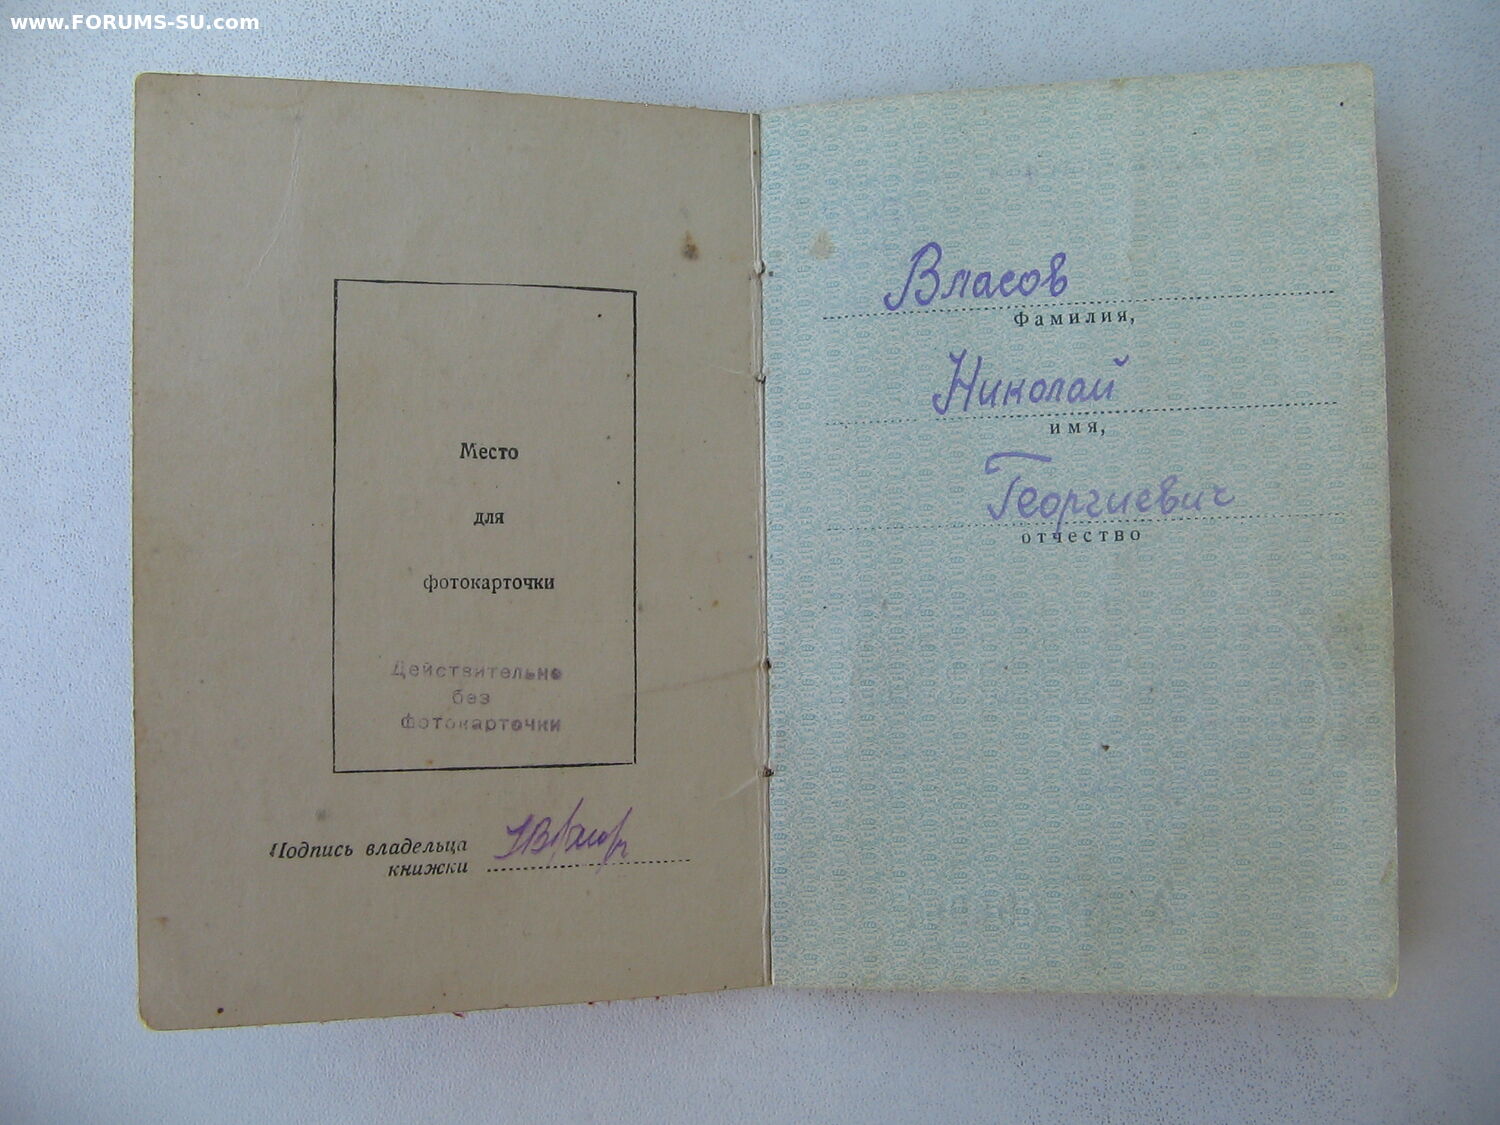 www.FORUMS-SU.com
Место
для
фотокарточки
Действительно
без
фотокарточки
Подпись владельца
книжки
Власов
Фамилия,
Николай
имя,
Георгиевич
отчество